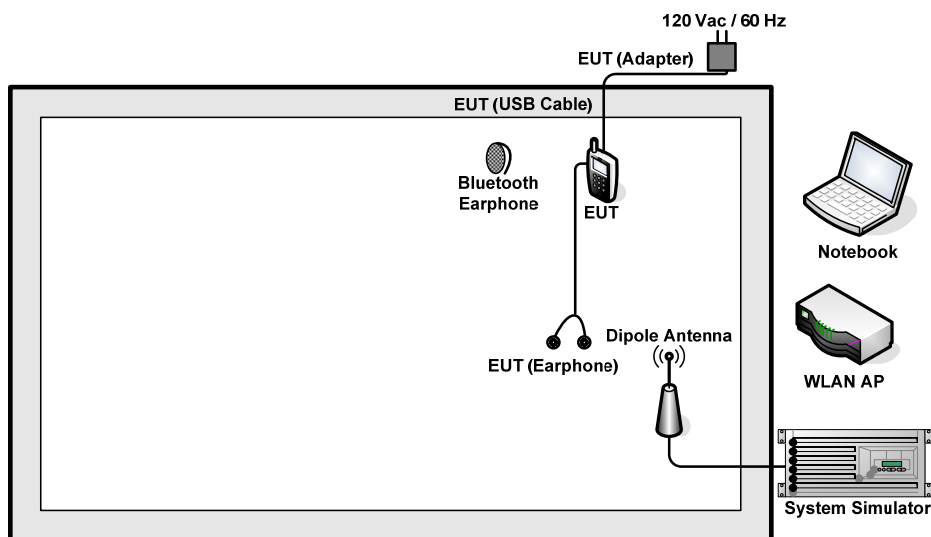 120 Vac / 60 Hz
EUT (Adapter)
EUT (USB Cable)
Bluetooth
Earphone
EUT
Notebook
Dipole Antenna
EUT (Earphone)
WLAN AP
System Simulator